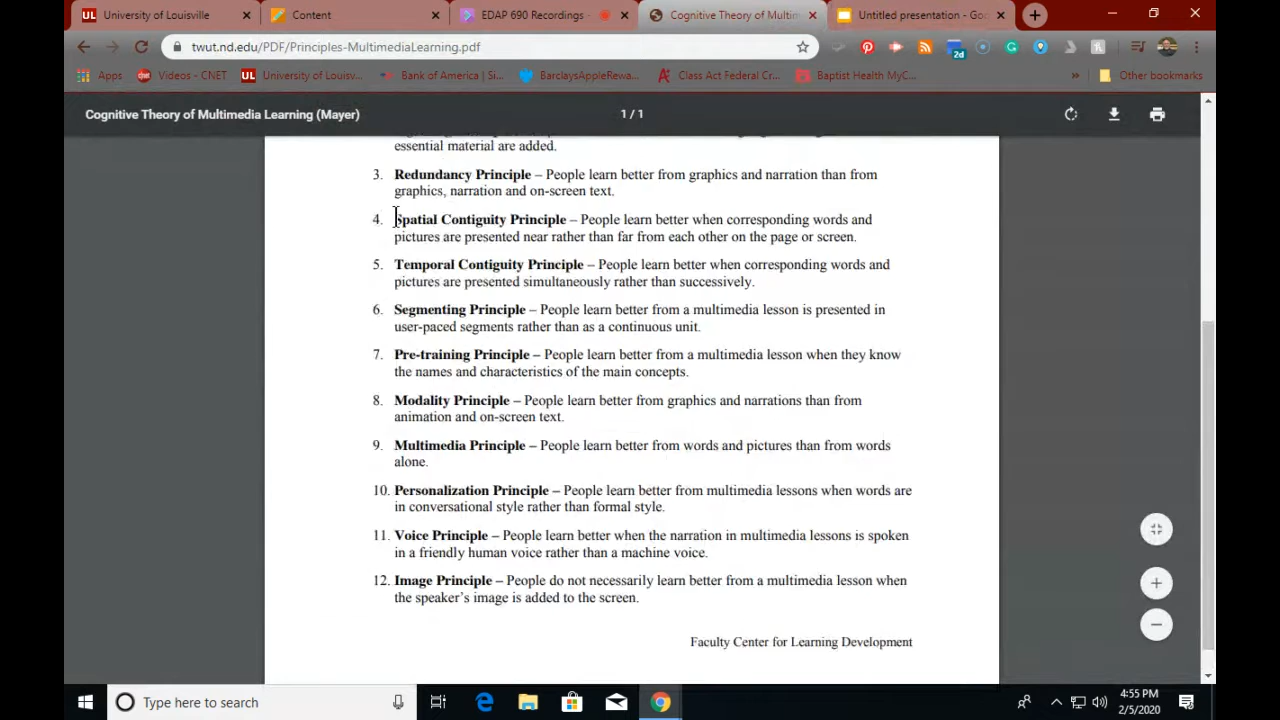 University of Louisville
Content
EDAP 690 Recordings
Cognitive Theory of Multim
Untitled presentation - Goo
twut.nd.edu/PDF/Principles-MultimediaLearning.pdf
2d
Apps
Videos - CNET
University of Louisv...
Bank of America | Si...
BarclaysAppleRewa...
Class Act Federal Cr...
Baptist Health MyC...
»
Other bookmarks
Cognitive Theory of Multimedia Learning (Mayer)
1 / 1
essential material are added.
3. Redundancy Principle – People learn better from graphics and narration than from
graphics, narration and on-screen text.
4. Spatial Contiguity Principle – People learn better when corresponding words and
pictures are presented near rather than far from each other on the page or screen.
5. Temporal Contiguity Principle – People learn better when corresponding words and
pictures are presented simultaneously rather than successively.
6. Segmenting Principle – People learn better from a multimedia lesson is presented in
user-paced segments rather than as a continuous unit.
7. Pre-training Principle – People learn better from a multimedia lesson when they know
the names and characteristics of the main concepts.
8. Modality Principle – People learn better from graphics and narrations than from
animation and on-screen text.
9. Multimedia Principle – People learn better from words and pictures than from words
alone.
10. Personalization Principle – People learn better from multimedia lessons when words are
in conversational style rather than formal style.
11. Voice Principle – People learn better when the narration in multimedia lessons is spoken
in a friendly human voice rather than a machine voice.
12. Image Principle – People do not necessarily learn better from a multimedia lesson when
the speaker's image is added to the screen.
Faculty Center for Learning Development
Type here to search
4:55 PM
2/5/2020